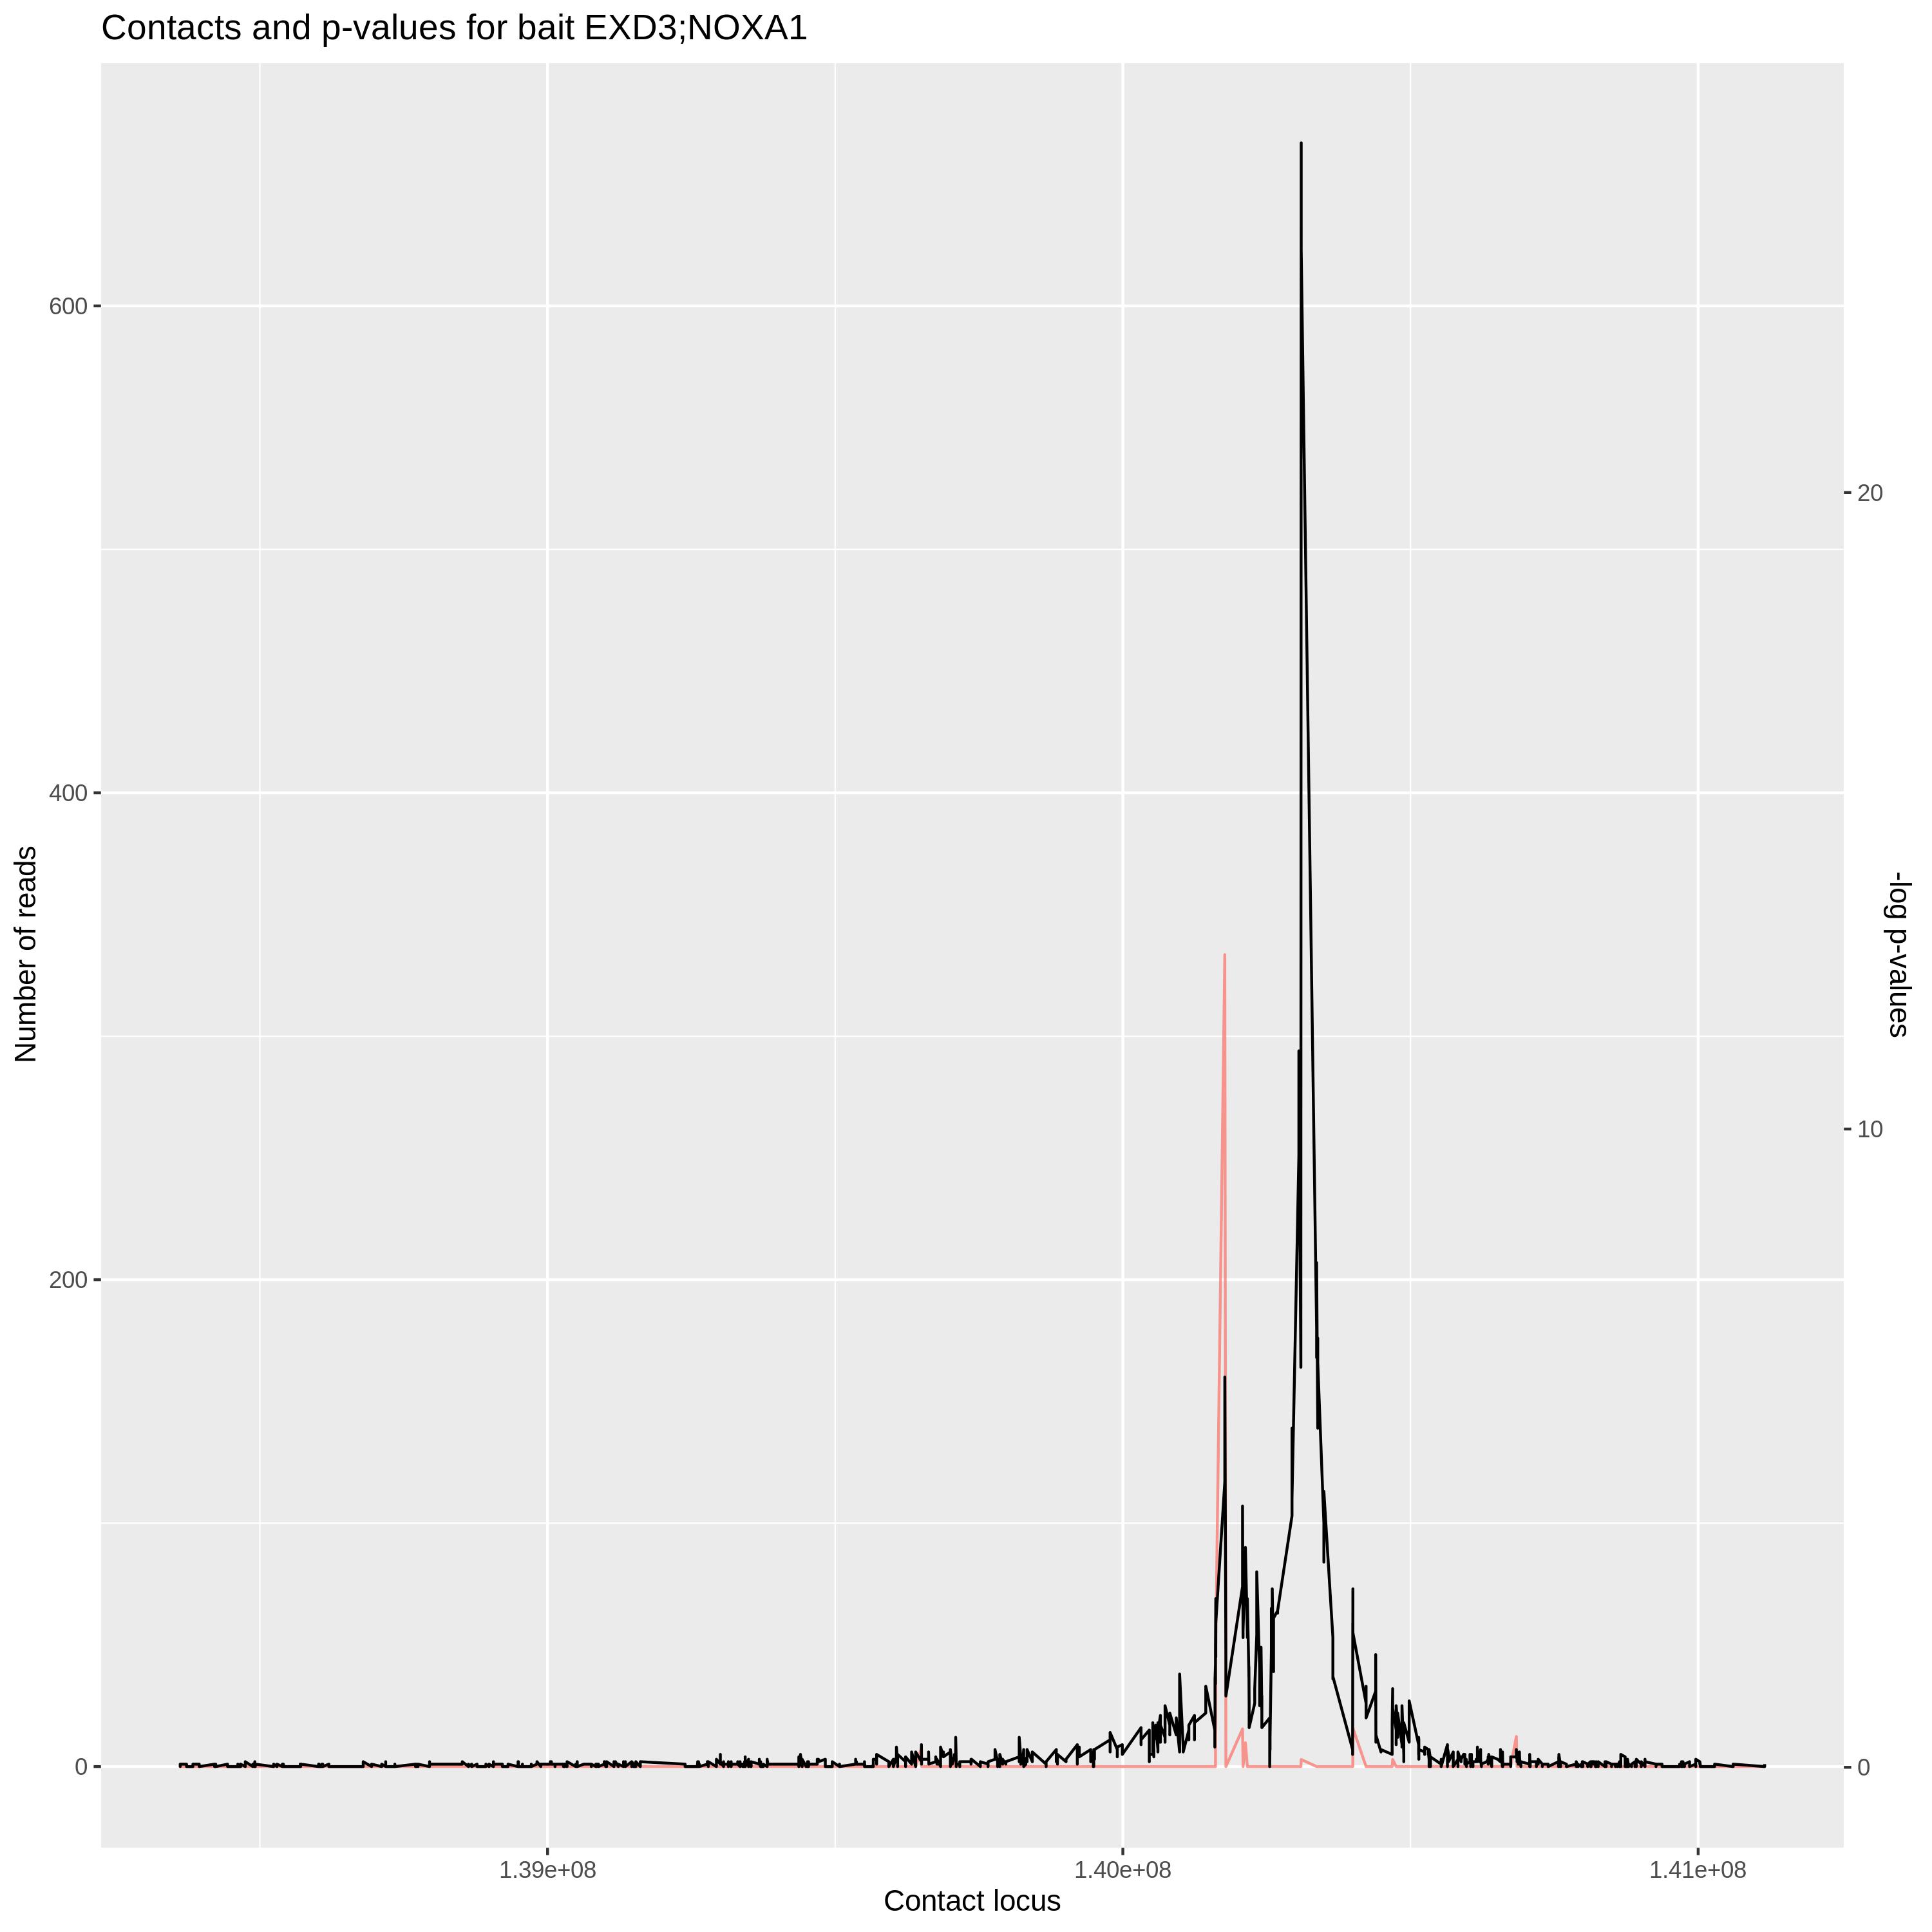 Contacts and p-values for bait EXD3;NOXA1
Number of reads
600
400
200
0
20
10
0
-log p-values
1.39e+08
1.40e+08
1.41e+08
Contact locus